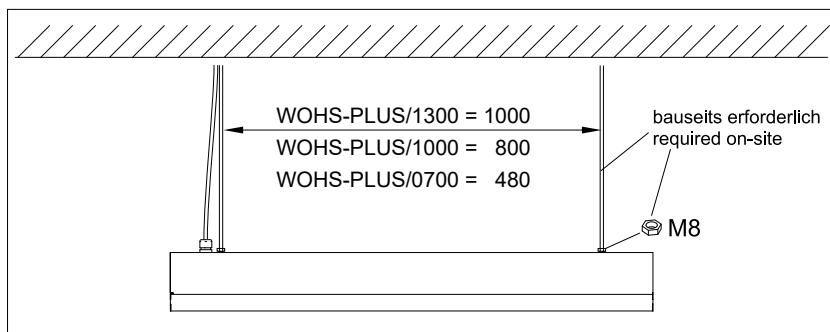 WOHS-PLUS/1300 = 1000
WOHS-PLUS/1000 = 800
WOHS-PLUS/0700 = 480
bauseits erforderlich
required on-site
M8